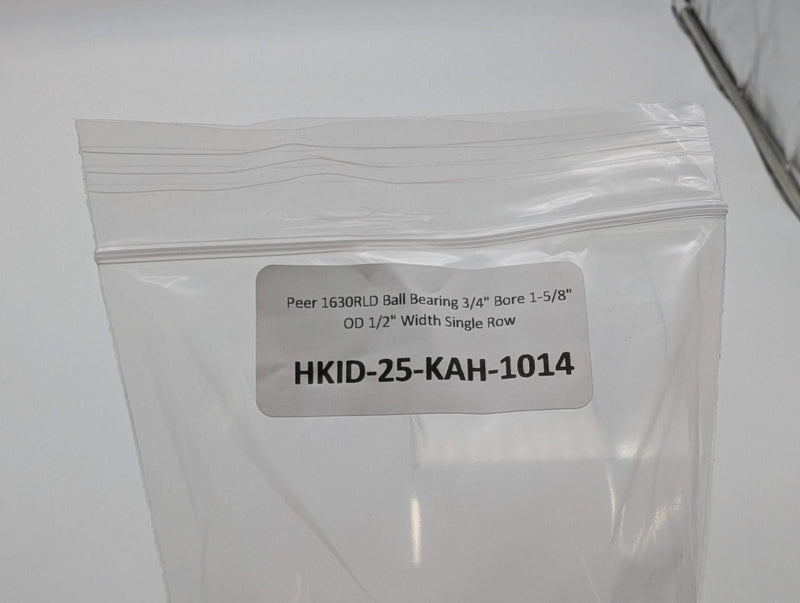 Peer 1630RLD Ball Bearing 3/4" Bore 1-5/8"
OD 1/2" Width Single Row
HKID-25-KAH-1014